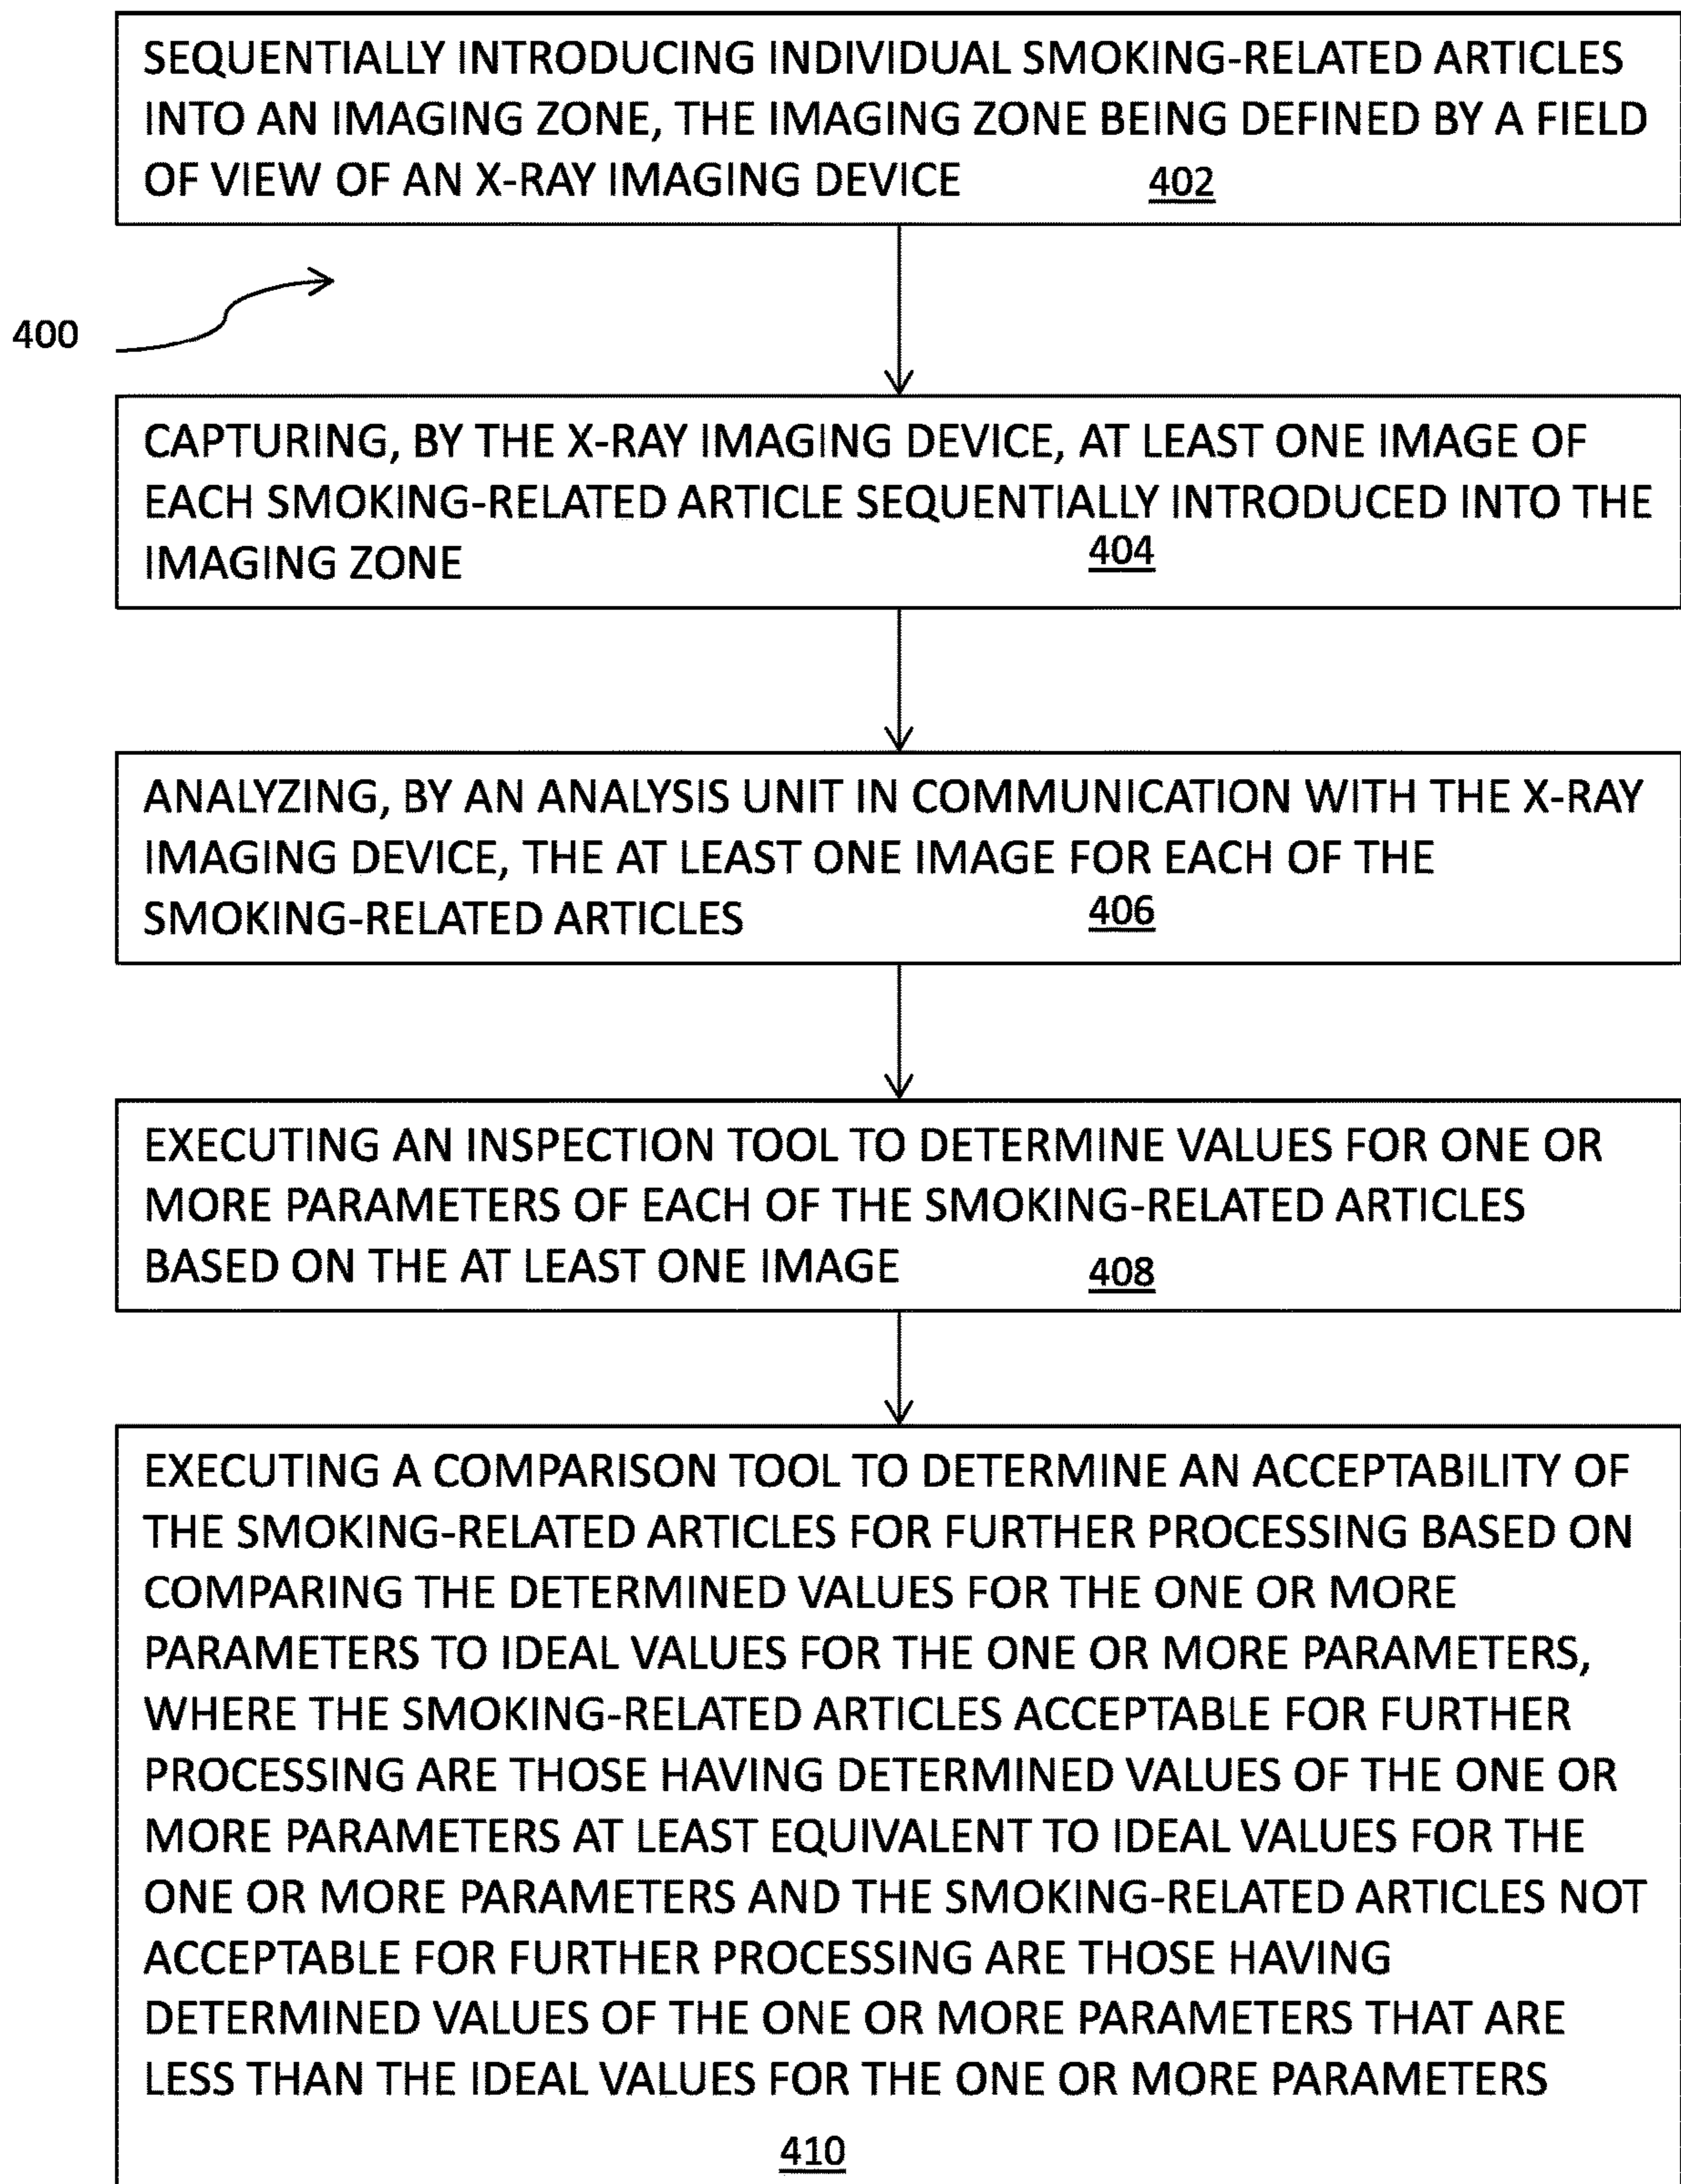 SEQUENTIALLY INTRODUCING INDIVIDUAL SMOKING-RELATED ARTICLES
INTO AN IMAGING ZONE, THE IMAGING ZONE BEING DEFINED BY A FIELD
OF VIEW OF AN X-RAY IMAGING DEVICE 402
400
CAPTURING, BY THE X-RAY IMAGING DEVICE, AT LEAST ONE IMAGE OF
EACH SMOKING-RELATED ARTICLE SEQUENTIALLY INTRODUCED INTO THE
IMAGING ZONE 404
ANALYZING, BY AN ANALYSIS UNIT IN COMMUNICATION WITH THE X-RAY
IMAGING DEVICE, THE AT LEAST ONE IMAGE FOR EACH OF THE
SMOKING-RELATED ARTICLES 406
EXECUTING AN INSPECTION TOOL TO DETERMINE VALUES FOR ONE OR
MORE PARAMETERS OF EACH OF THE SMOKING-RELATED ARTICLES
BASED ON THE AT LEAST ONE IMAGE 408
EXECUTING A COMPARISON TOOL TO DETERMINE AN ACCEPTABILITY OF
THE SMOKING-RELATED ARTICLES FOR FURTHER PROCESSING BASED ON
COMPARING THE DETERMINED VALUES FOR THE ONE OR MORE
PARAMETERS TO IDEAL VALUES FOR THE ONE OR MORE PARAMETERS,
WHERE THE SMOKING-RELATED ARTICLES ACCEPTABLE FOR FURTHER
PROCESSING ARE THOSE HAVING DETERMINED VALUES OF THE ONE OR
MORE PARAMETERS AT LEAST EQUIVALENT TO IDEAL VALUES FOR THE
ONE OR MORE PARAMETERS AND THE SMOKING-RELATED ARTICLES NOT
ACCEPTABLE FOR FURTHER PROCESSING ARE THOSE HAVING
DETERMINED VALUES OF THE ONE OR MORE PARAMETERS THAT ARE
LESS THAN THE IDEAL VALUES FOR THE ONE OR MORE PARAMETERS
410